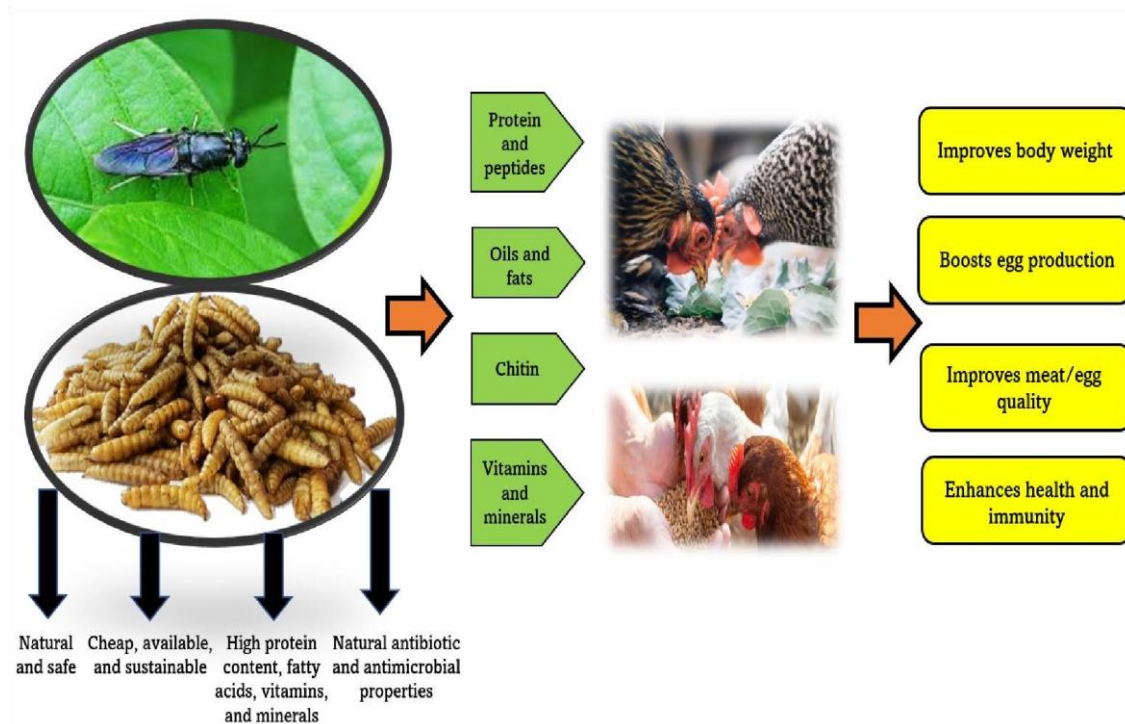 Protein
and
peptides
Oils and
fats
Chitin
Vitamins
and
minerals
Improves body weight
Boosts egg production
Improves meat/egg
quality
Enhances health and
immunity
Natural
and safe
Cheap, available,
and sustainable
High protein
content, fatty
acids, vitamins,
and minerals
Natural antibiotic
and antimicrobial
properties